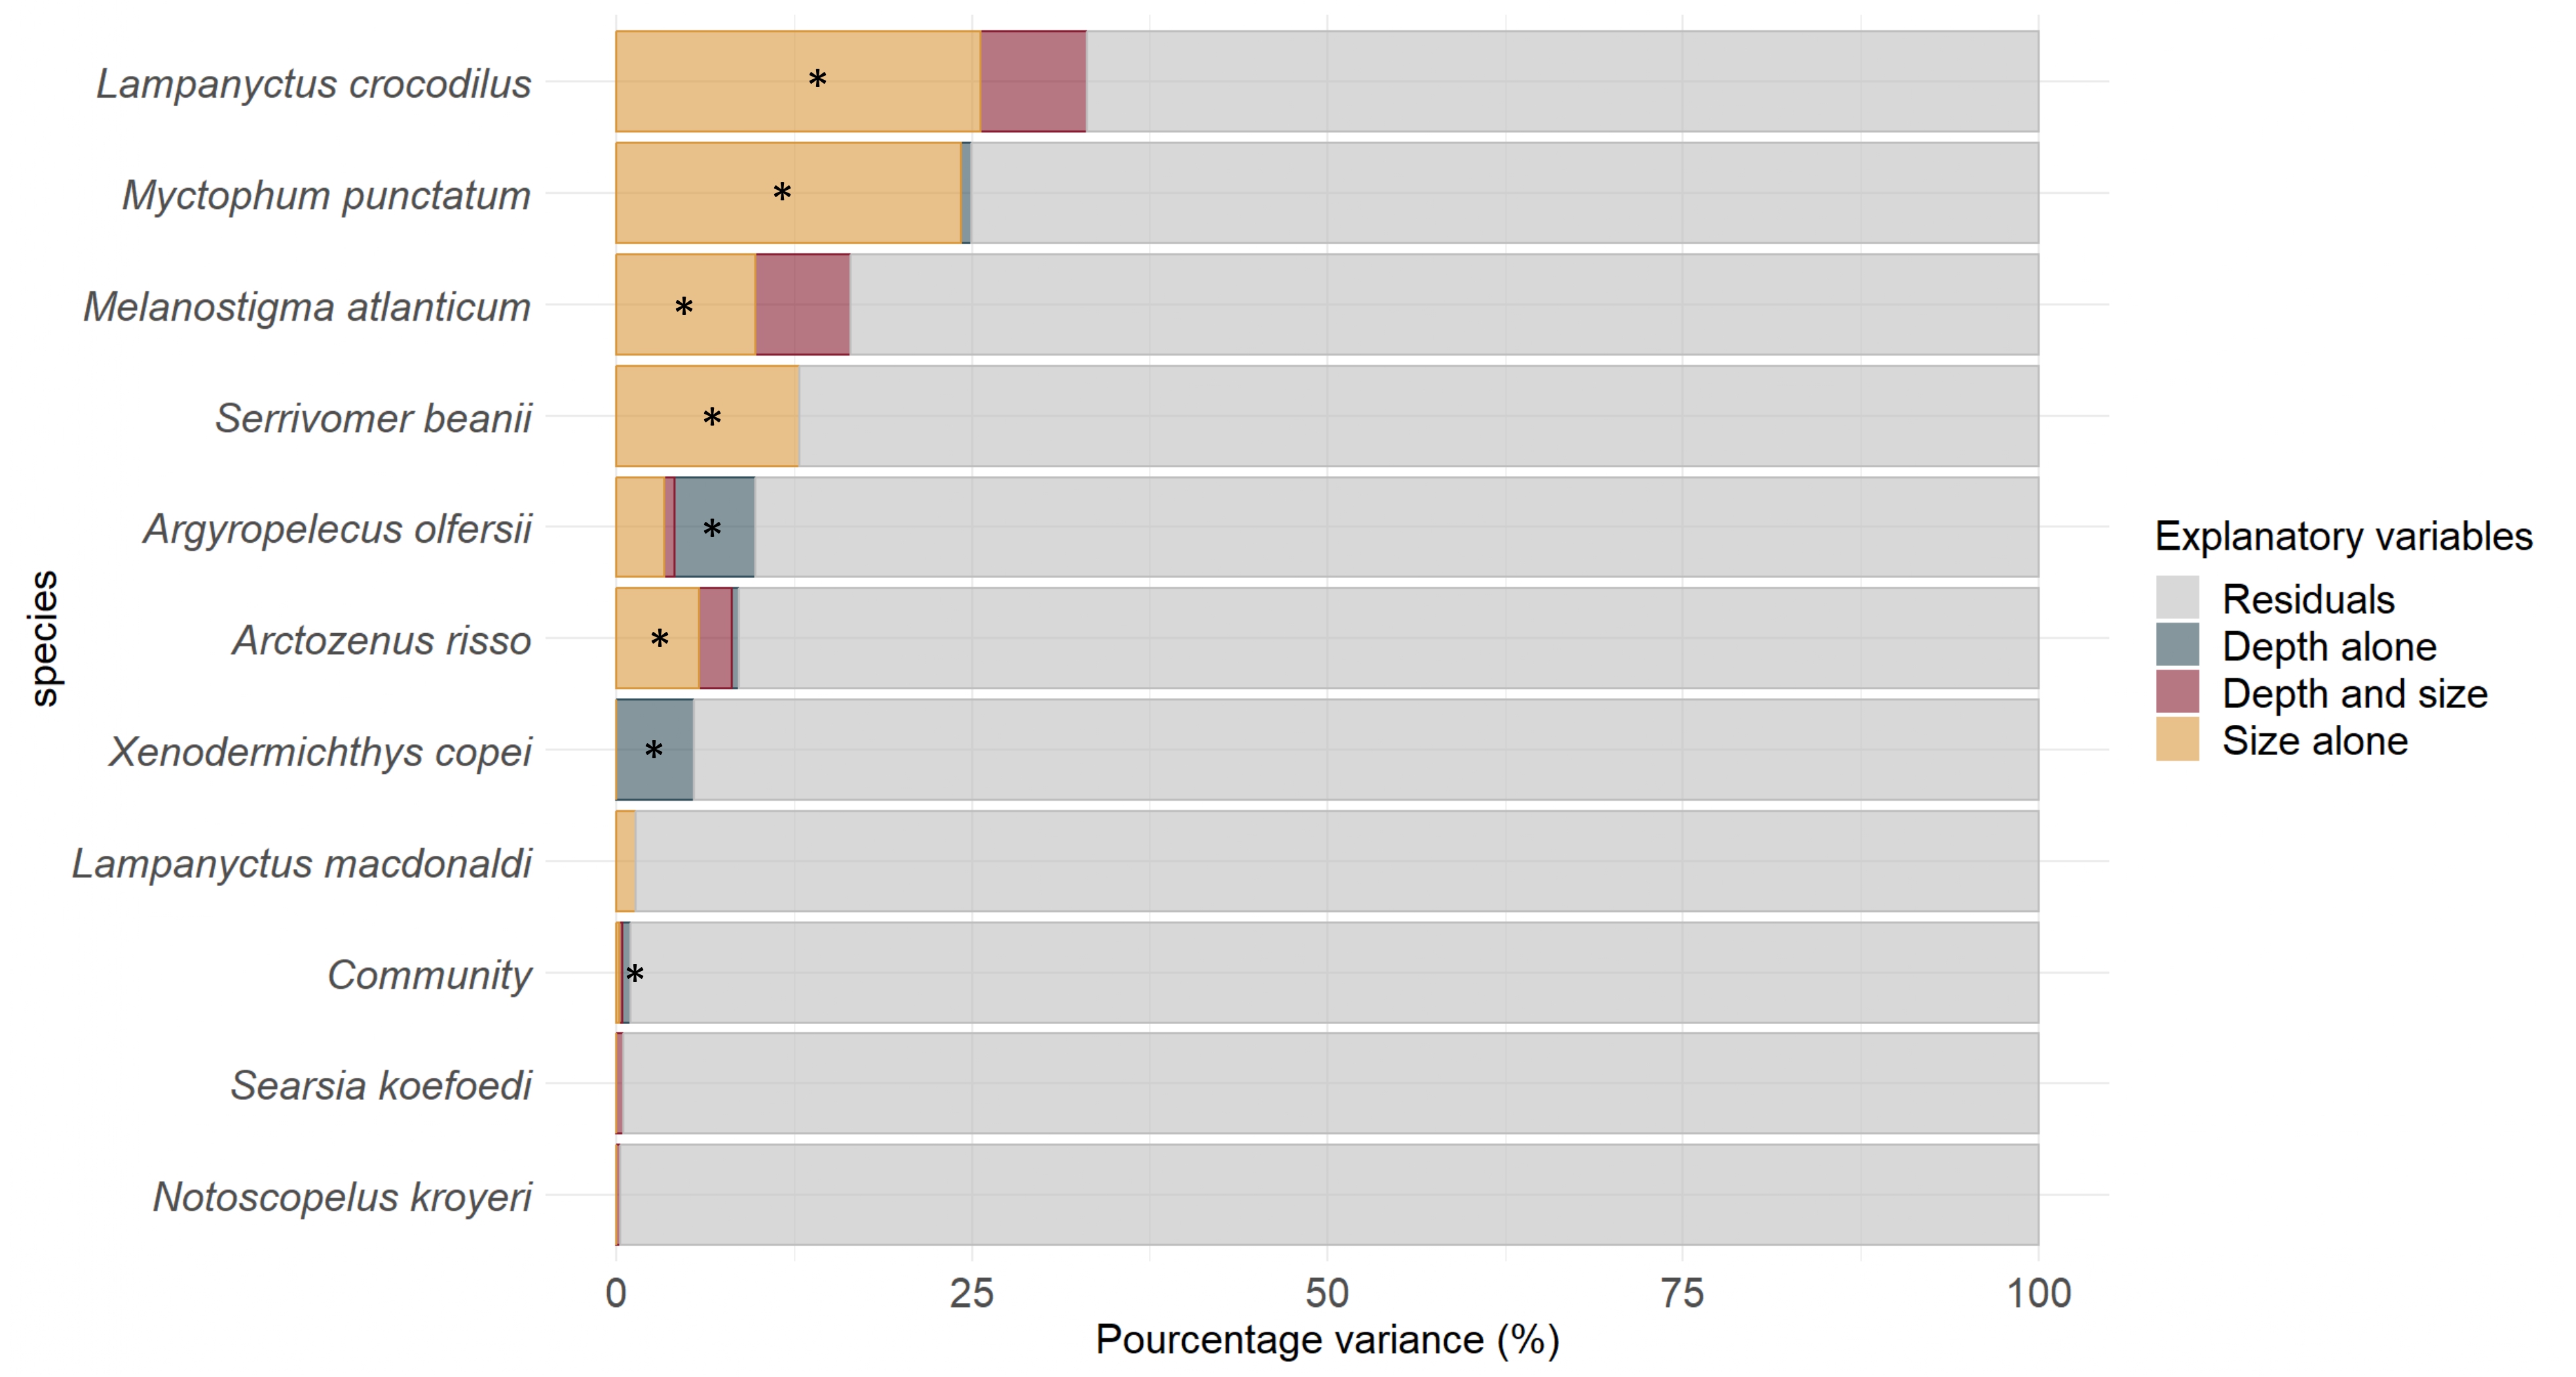 Lampanyctus crocodilus
*
Myctophum punctatum
*
Melanostigma atlanticum
*
Serrivomer beanii
*
Argyropelecus olfersii
*
Arctozenus risso
*
Xenodermichthys copei
*
Lampanyctus macdonaldi
Community
*
Searsia koefoedi
Notoscopelus kroyeri
species
0 25 50 75 100
Pourcentage variance (%)
Explanatory variables
Residuals
Depth alone
Depth and size
Size alone